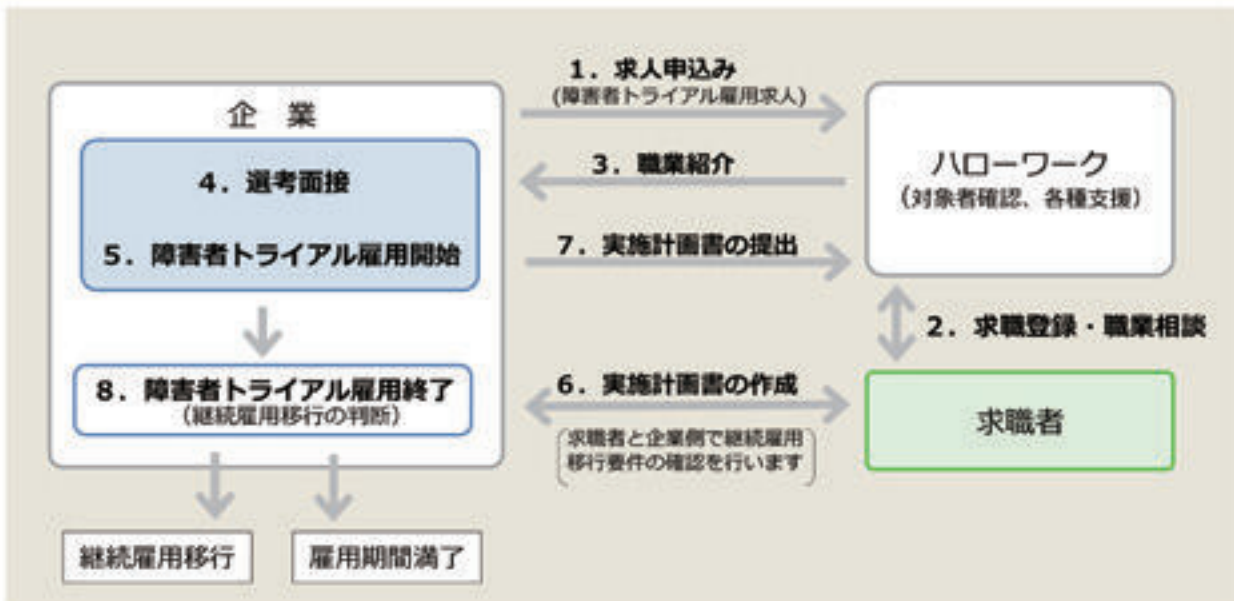 企 業
4．選考面接
5．障害者トライアル雇用開始
8．障害者トライアル雇用終了
（継続雇用移行の判断）
継続雇用移行
雇用期間満了
1．求人申込み
(障害者トライアル雇用求人)
3．職業紹介
7．実施計画書の提出
6．実施計画書の作成
求職者と企業側で継続雇用
移行要件の確認を行います
ハローワーク
（対象者確認、各種支援）
2．求職登録・職業相談
求職者